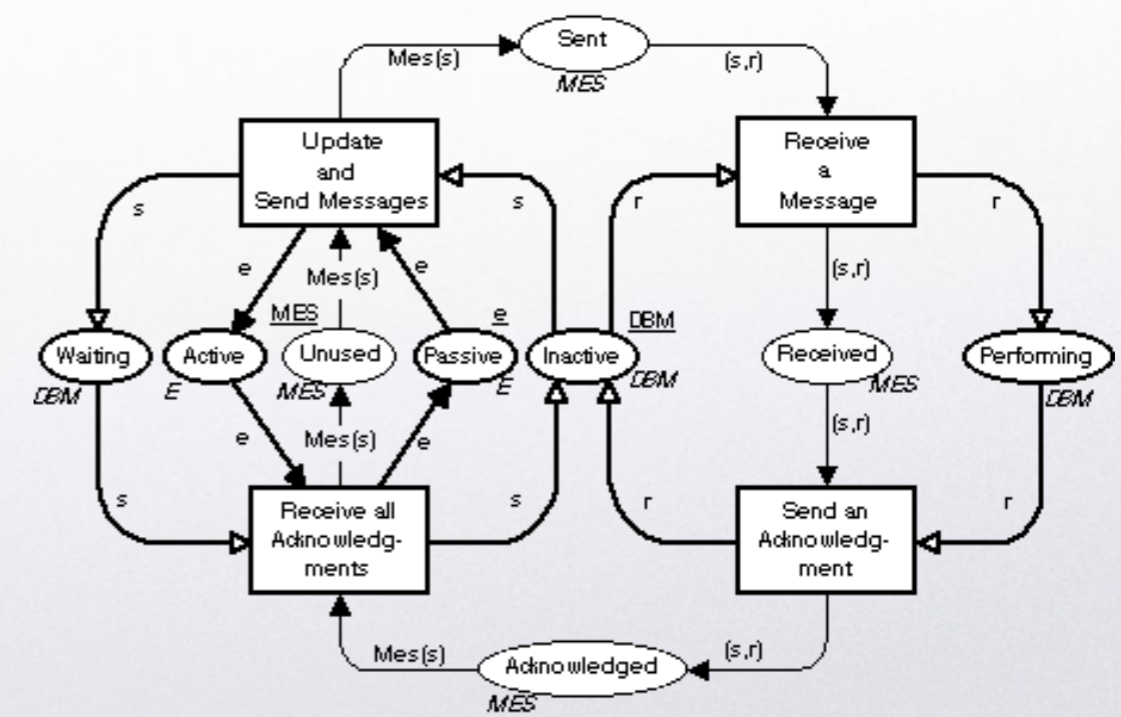 Sent
Mes(s)
(s,r)
MES
Update
and
Send Messages
Receive
a
Message
s
s
r
r
e
Mes(s)
e
(s,r)
MES
e
DBM
Waiting
Active
Unused
Passive
Inactive
Received
Performing
DBM
E
MES
E
DBM
MES
DBM
e
Mes(s)
e
(s,r)
s
s
r
r
Receive all
Acknowledg-
ments
Send an
Acknowledg-
ment
Mes(s)
Acknowledged
(s,r)
MES